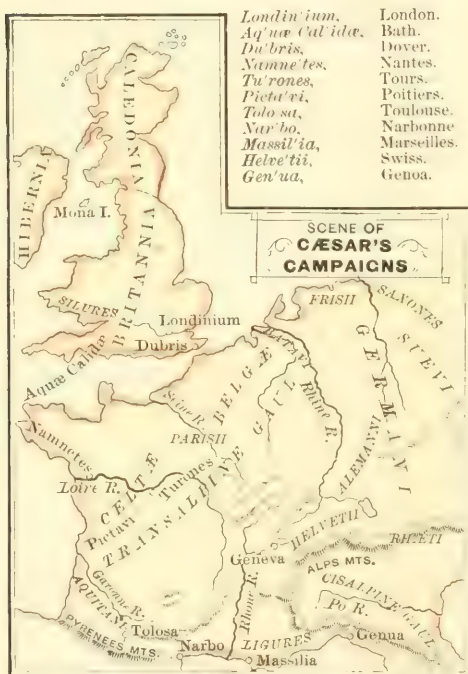 Londin'ium, London.
Aq'uæ Cal'idæ, Bath.
Du'bris, Dover.
Namne'tes, Nantes.
Tu'rones, Tours.
Picta'vi, Poitiers.
Tolo'sa, Toulouse.
Nar'bo, Narbonne
Massil'ia, Marseilles.
Helve'tii, Swiss.
Gen'ua, Genoa.
SCENE OF
CÆSAR'S
CAMPAIGNS
CALEDONIA
HIBERNIA
Mona I.
BRITANNIA
SILURES
Londinium
Dubris
Aquæ Calidæ
FRISII
SAXONES
SUEVI
GERMANI
BATAVI
BELGÆ
GAUL
Rhine R.
Seine R.
PARISII
ALEMANNI
Namnetes
Loire R.
CELTÆ
Turones
Pictavi
TRANSALPINE
HELVETII
Geneva
RHÆTI
ALPS MTS.
CISALPINE GAUL
Po R.
Garonne R.
AQUITANI
Rhone R.
Tolosa
PYRENEES MTS.
Narbo
LIGURES
Genua
Massilia